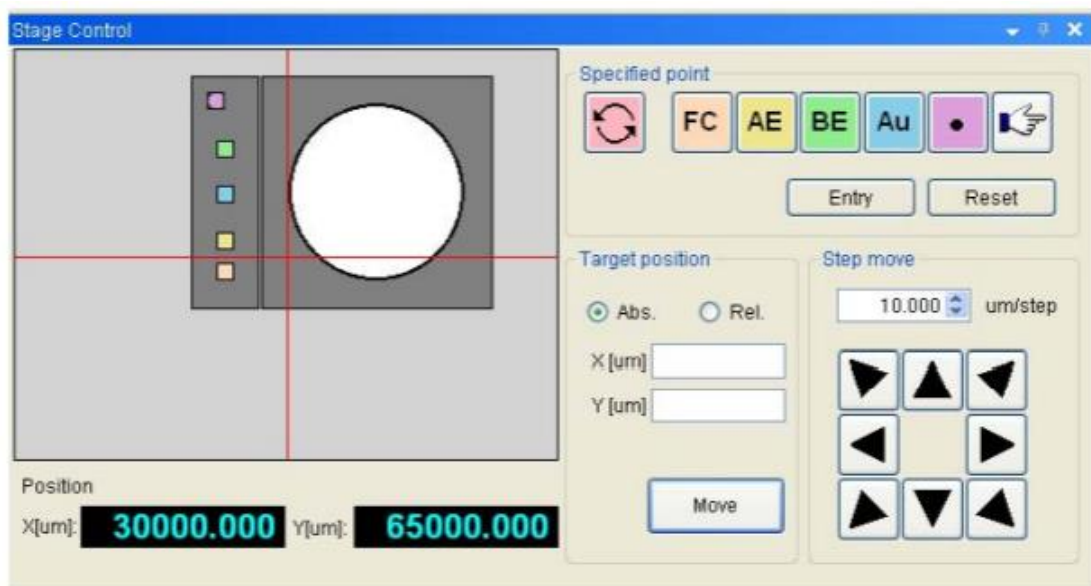 Stage Control
Specified point
FC AE BE Au
Entry Reset
Target position
Abs. Rel.
X [um]
Y [um]
Move
Step move
10.000 um/step
Position
X[um]: 30000.000 Y[um]: 65000.000